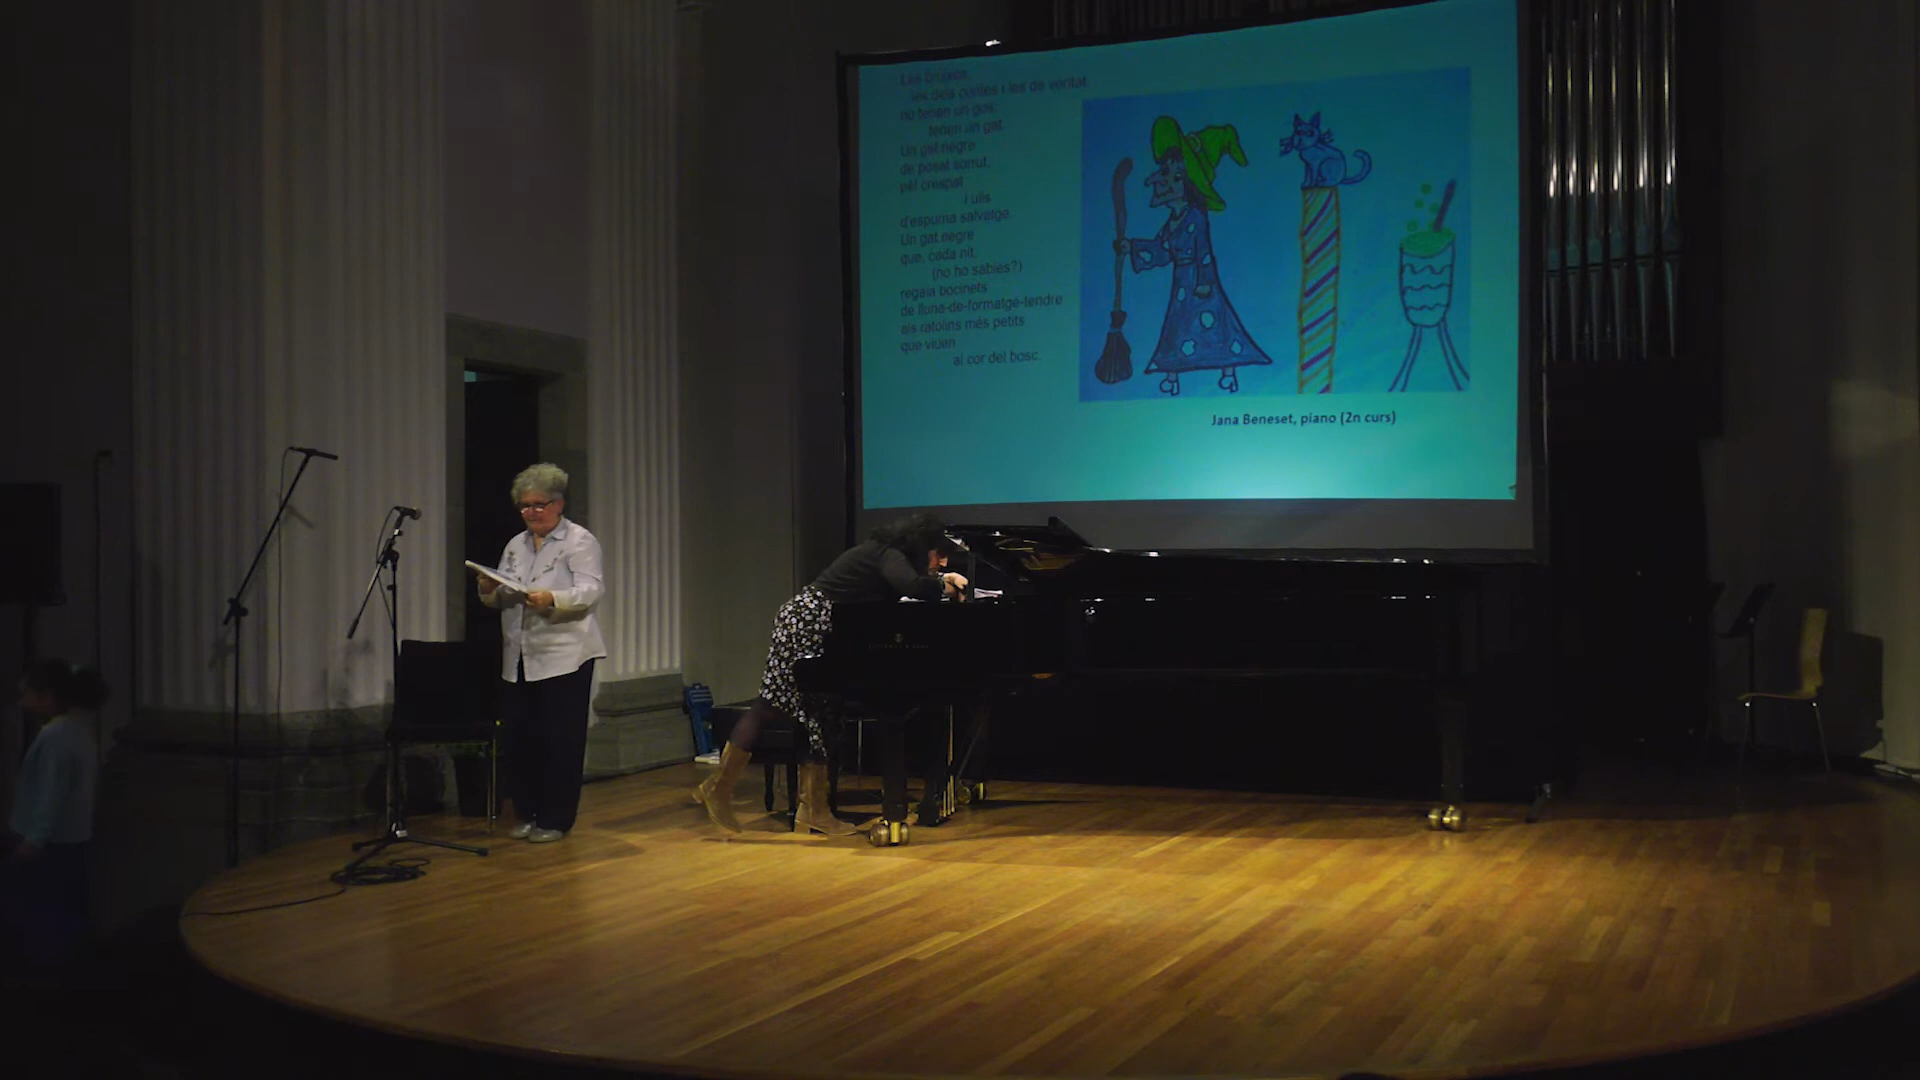 Les bruixes,
les dels contes i les de veritat
no tenen un gos:
tenen un gat.
Un gat negre
de posat sorrut,
pèl crespat
i ulls
d'espurna salvatge.
Un gat negre
que, cada nit,
(no ho sabies?)
regala bocinets
de lluna-de-formatge-tendre
als ratolins més petits
que viuen
al cor del bosc.
Jana Beneset, piano (2n curs)